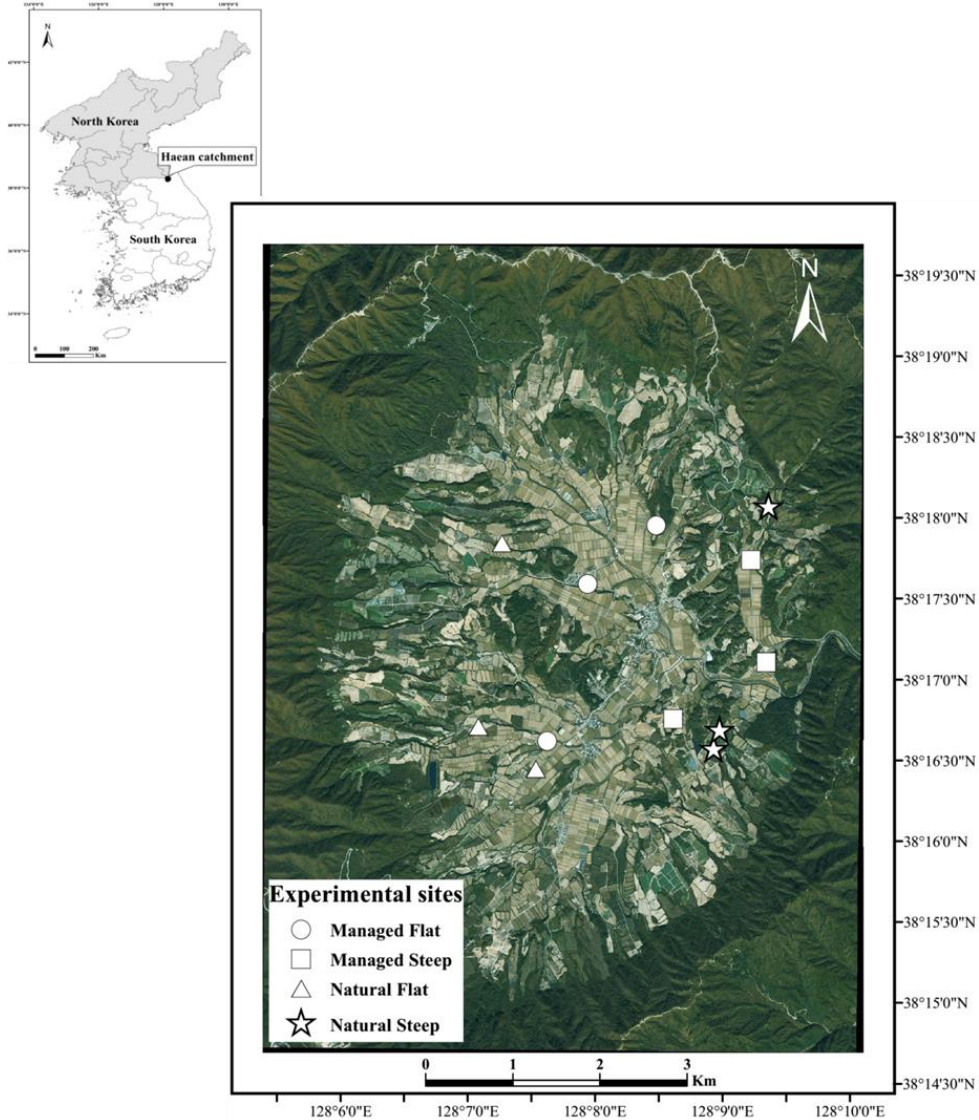 N
North Korea
Haean catchment
South Korea
0 100 200
Km
N
38°19'30"N
38°19'0"N
38°18'30"N
38°18'0"N
38°17'30"N
38°17'0"N
38°16'30"N
38°16'0"N
38°15'30"N
38°15'0"N
38°14'30"N
Experimental sites
Managed Flat
Managed Steep
Natural Flat
Natural Steep
0 1 2 3
Km
128°6'0"E 128°7'0"E 128°8'0"E 128°9'0"E 128°10'0"E